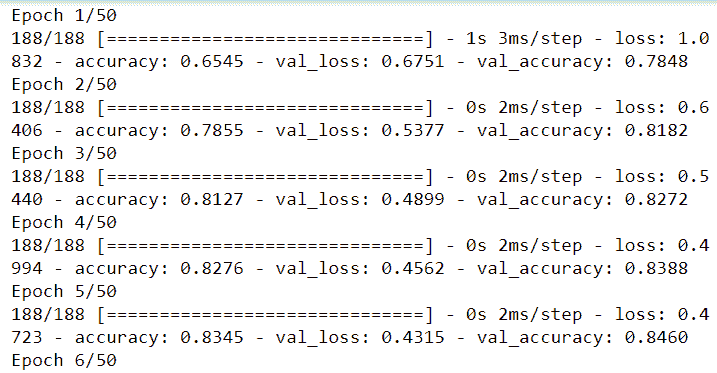 Epoch 1/50
188/188 [==============================] - 1s 3ms/step - loss: 1.0
832 - accuracy: 0.6545 - val_loss: 0.6751 - val_accuracy: 0.7848
Epoch 2/50
188/188 [==============================] - 0s 2ms/step - loss: 0.6
406 - accuracy: 0.7855 - val_loss: 0.5377 - val_accuracy: 0.8182
Epoch 3/50
188/188 [==============================] - 0s 2ms/step - loss: 0.5
440 - accuracy: 0.8127 - val_loss: 0.4899 - val_accuracy: 0.8272
Epoch 4/50
188/188 [==============================] - 0s 2ms/step - loss: 0.4
994 - accuracy: 0.8276 - val_loss: 0.4562 - val_accuracy: 0.8388
Epoch 5/50
188/188 [==============================] - 0s 2ms/step - loss: 0.4
723 - accuracy: 0.8345 - val_loss: 0.4315 - val_accuracy: 0.8460
Epoch 6/50